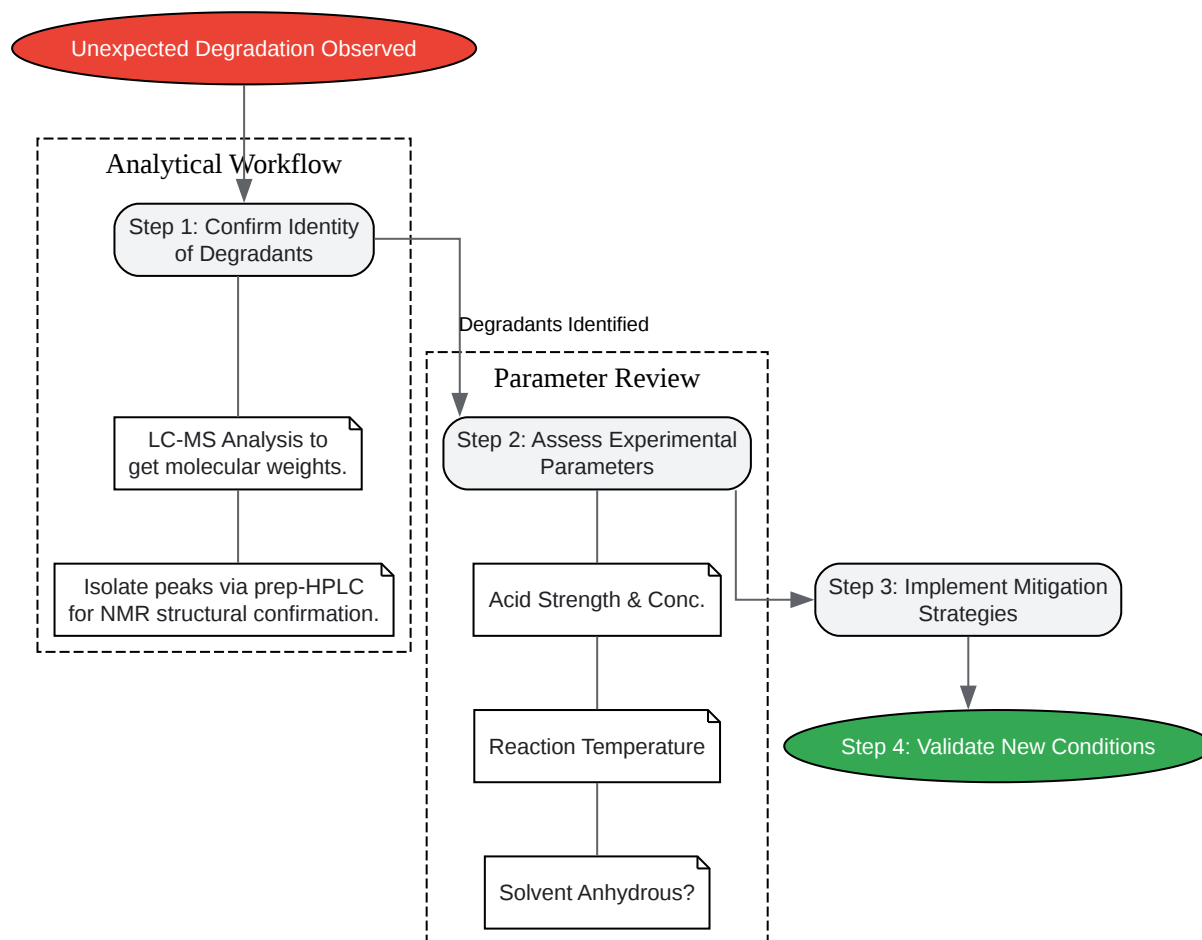 Unexpected Degradation Observed
Analytical Workflow
Step 1: Confirm Identity
of Degradants
Degradants Identified
LC-MS Analysis to
get molecular weights.
Isolate peaks via prep-HPLC
for NMR structural confirmation.
Parameter Review
Step 2: Assess Experimental
Parameters
Acid Strength & Conc.
Reaction Temperature
Solvent Anhydrous?
Step 3: Implement Mitigation
Strategies
Step 4: Validate New Conditions